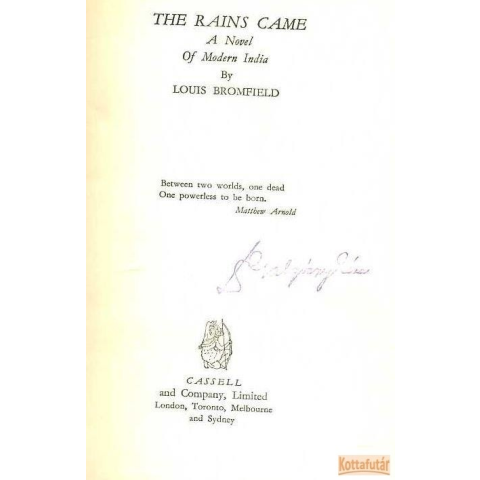 THE RAINS CAME
A Novel
Of Modern India
By
LOUIS BROMFIELD
Between two worlds, one dead
One powerless to be born.
Matthew Arnold
CASSELL
and Company, Limited
London, Toronto, Melbourne
and Sydney
Kottafutár